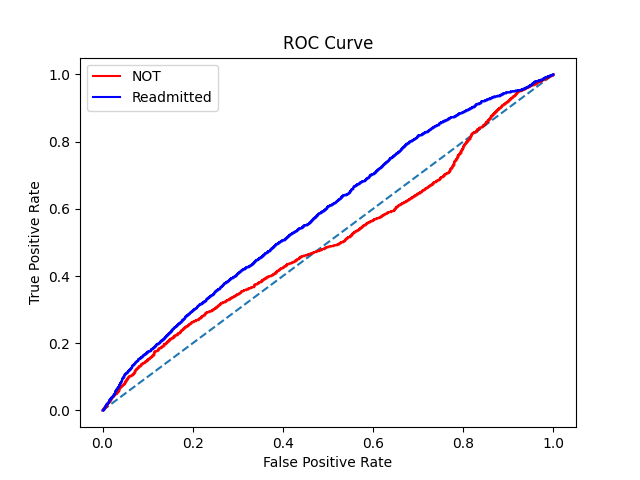 ROC Curve
NOT
Readmitted
True Positive Rate
1.0
0.8
0.6
0.4
0.2
0.0
0.0 0.2 0.4 0.6 0.8 1.0
False Positive Rate